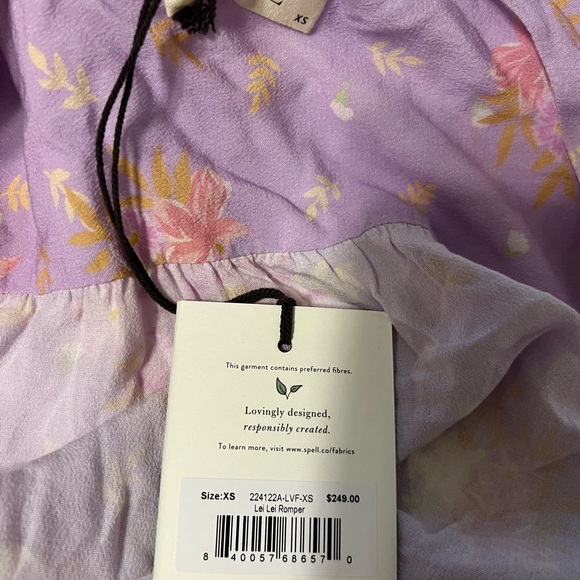 XS
This garment contains preferred fibres.
Lovingly designed,
responsibly created.
To learn more, visit www.spell.co/fabrics
Size:XS 224122A-LVF-XS $249.00
Lei Lei Romper
8 40057 68657 0